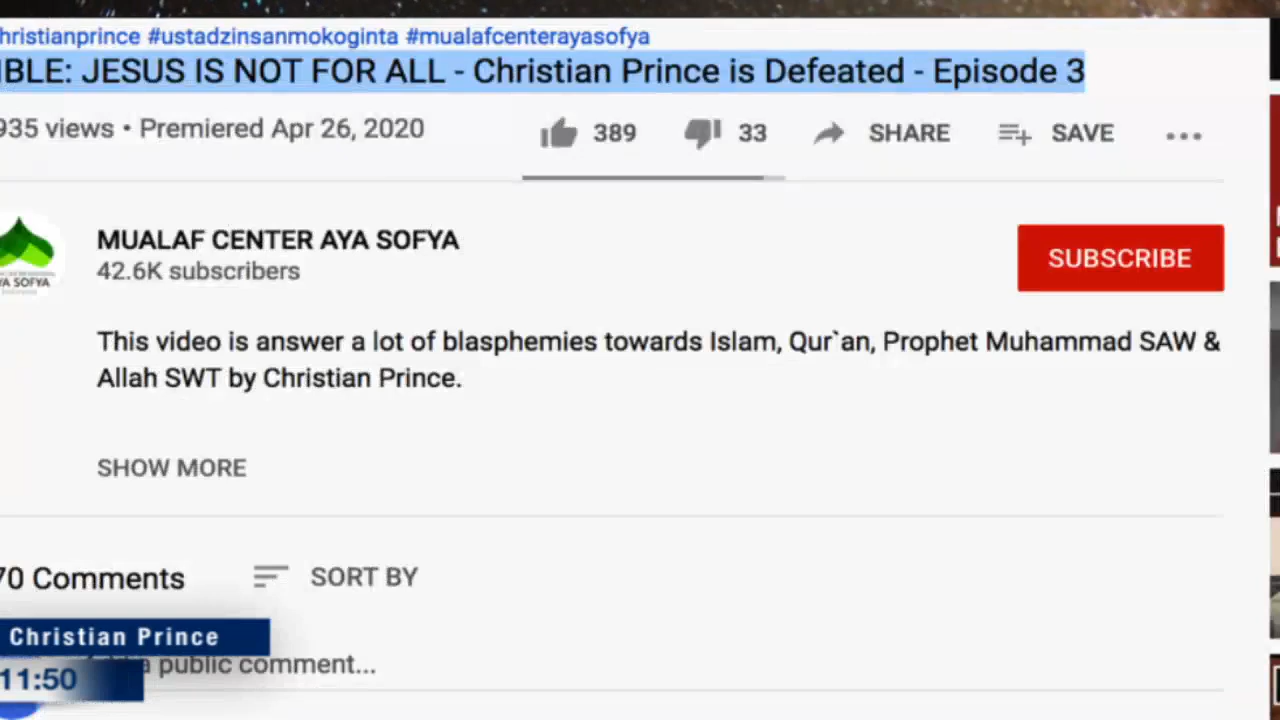 hristianprince #ustadzinsanmokoginta #mualafcenterayasofya
IBLE: JESUS IS NOT FOR ALL - Christian Prince is Defeated - Episode 3
935 views • Premiered Apr 26, 2020
389
33
SHARE
SAVE
MUALAF CENTER AYA SOFYA
42.6K subscribers
SUBSCRIBE
YA SOFYA
This video is answer a lot of blasphemies towards Islam, Qur`an, Prophet Muhammad SAW &
Allah SWT by Christian Prince.
SHOW MORE
70 Comments
SORT BY
Christian Prince
a public comment...
11:50